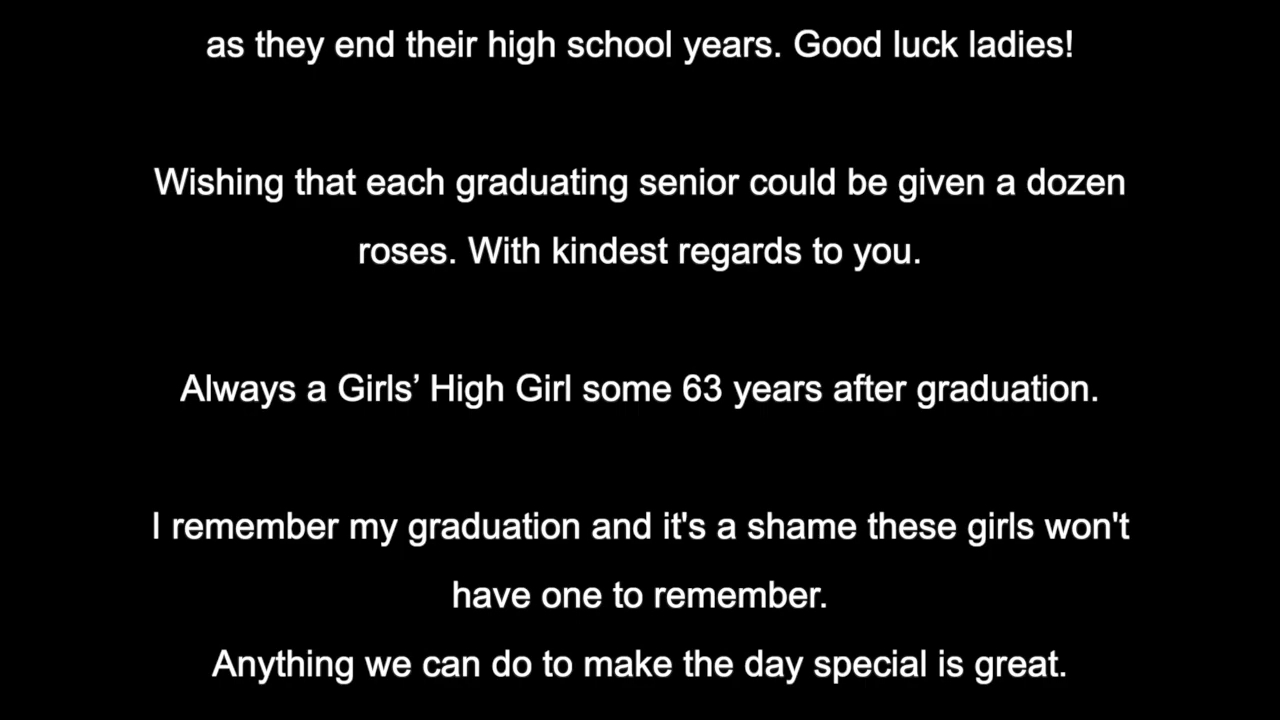 as they end their high school years. Good luck ladies!
Wishing that each graduating senior could be given a dozen
roses. With kindest regards to you.
Always a Girls’ High Girl some 63 years after graduation.
I remember my graduation and it's a shame these girls won't
have one to remember.
Anything we can do to make the day special is great.